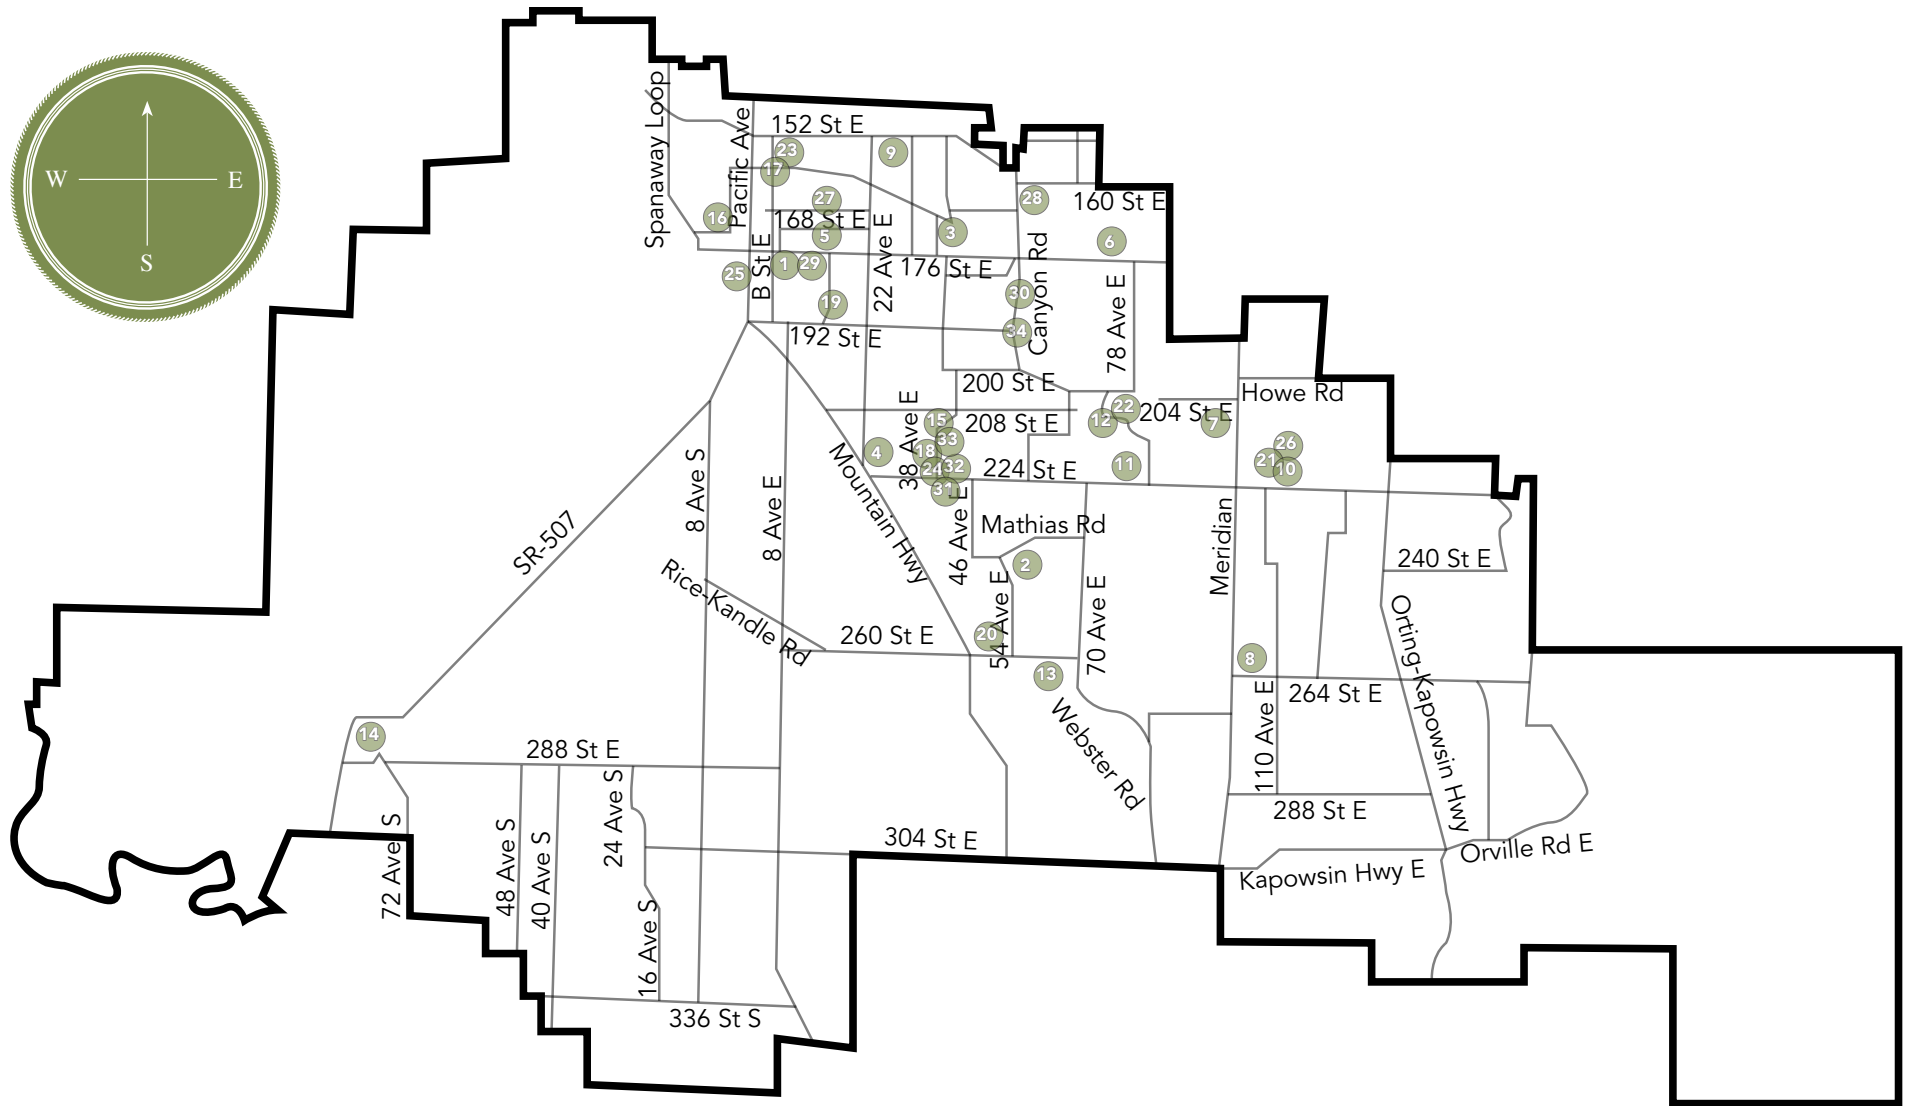 W
E
S
Spanaway Loop
Pacific Ave
152 St E
23
17
9
27
16
168 St E
5
28
160 St E
3
6
22 Ave E
B St E
25
1
29
176 St E
19
30
Canyon Rd
34
192 St E
78 Ave E
200 St E
Howe Rd
38 Ave E
15
208 St E
12
22
204 St E
7
4
33
18
24
32
31
224 St E
11
26
21
10
8 Ave S
8 Ave E
Mountain Hwy
46 Ave E
Mathias Rd
Meridian
SR-507
240 St E
Rice-Kandle Rd
2
54 Ave E
70 Ave E
260 St E
20
13
8
Orting-Kapowsin Hwy
264 St E
110 Ave E
Webster Rd
14
288 St E
288 St E
24 Ave S
72 Ave S
48 Ave S
40 Ave S
304 St E
Orville Rd E
Kapowsin Hwy E
16 Ave S
336 St S